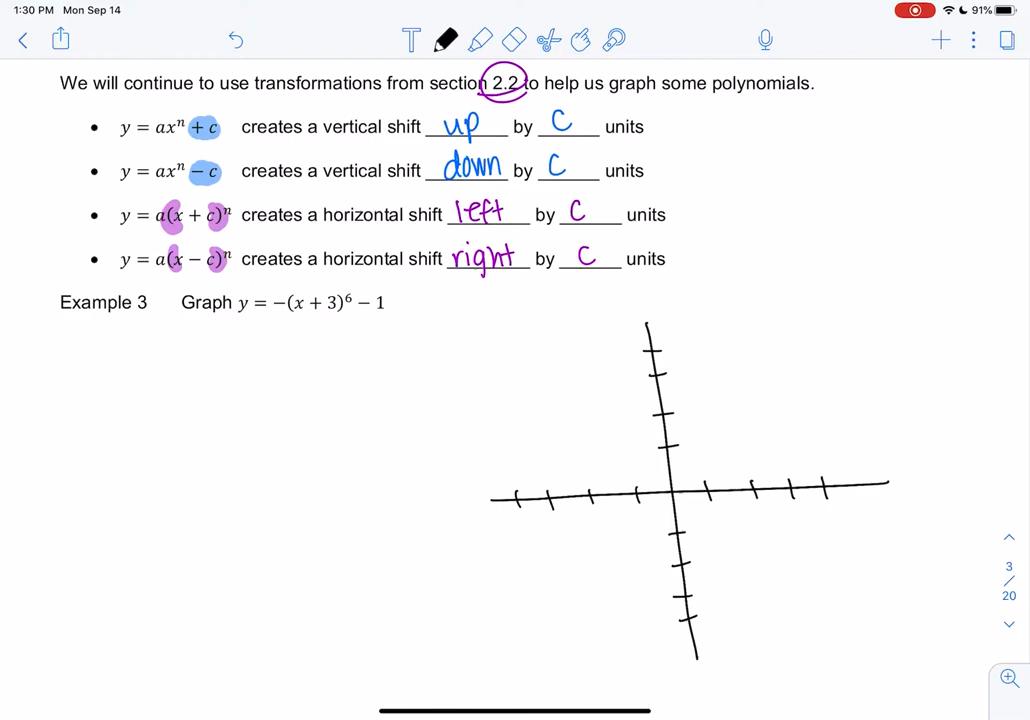 1:30 PM Mon Sep 14 91%
We will continue to use transformations from section 2.2 to help us graph some polynomials.
• y = axⁿ + c creates a vertical shift up by c units
• y = axⁿ − c creates a vertical shift down by c units
• y = a(x + c)ⁿ creates a horizontal shift left by c units
• y = a(x − c)ⁿ creates a horizontal shift right by c units
Example 3 Graph y = −(x + 3)⁶ − 1
3
/
20